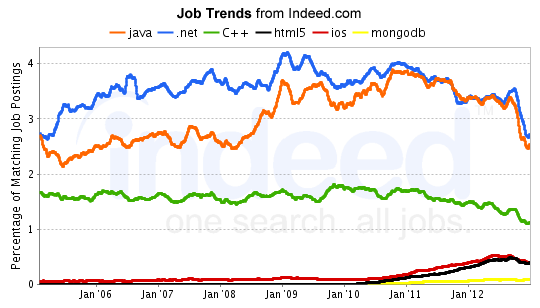 Job Trends from Indeed.com
java .net C++ html5 ios mongodb
Percentage of Matching Job Postings
4
3
2
1
0
indeed
one search. all jobs
Jan '06 Jan '07 Jan '08 Jan '09 Jan '10 Jan '11 Jan '12